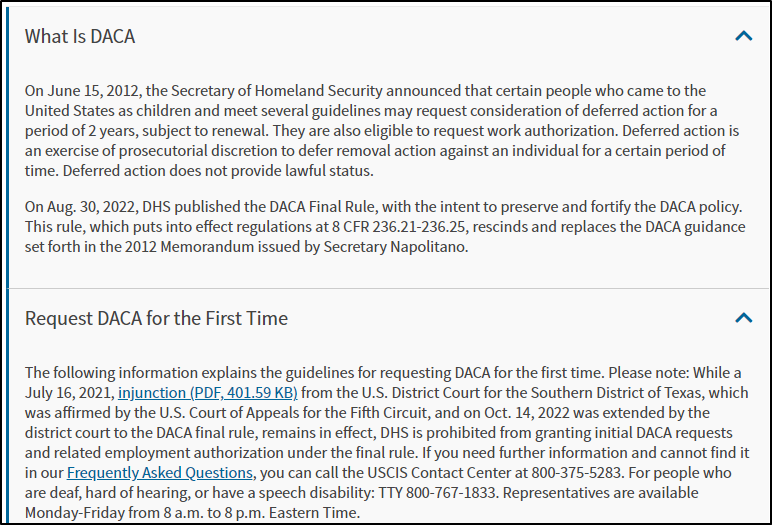 What Is DACA
On June 15, 2012, the Secretary of Homeland Security announced that certain people who came to the
United States as children and meet several guidelines may request consideration of deferred action for a
period of 2 years, subject to renewal. They are also eligible to request work authorization. Deferred action is
an exercise of prosecutorial discretion to defer removal action against an individual for a certain period of
time. Deferred action does not provide lawful status.
On Aug. 30, 2022, DHS published the DACA Final Rule, with the intent to preserve and fortify the DACA policy.
This rule, which puts into effect regulations at 8 CFR 236.21-236.25, rescinds and replaces the DACA guidance
set forth in the 2012 Memorandum issued by Secretary Napolitano.
Request DACA for the First Time
The following information explains the guidelines for requesting DACA for the first time. Please note: While a
July 16, 2021, injunction (PDF, 401.59 KB) from the U.S. District Court for the Southern District of Texas, which
was affirmed by the U.S. Court of Appeals for the Fifth Circuit, and on Oct. 14, 2022 was extended by the
district court to the DACA final rule, remains in effect, DHS is prohibited from granting initial DACA requests
and related employment authorization under the final rule. If you need further information and cannot find it
in our Frequently Asked Questions, you can call the USCIS Contact Center at 800-375-5283. For people who
are deaf, hard of hearing, or have a speech disability: TTY 800-767-1833. Representatives are available
Monday-Friday from 8 a.m. to 8 p.m. Eastern Time.